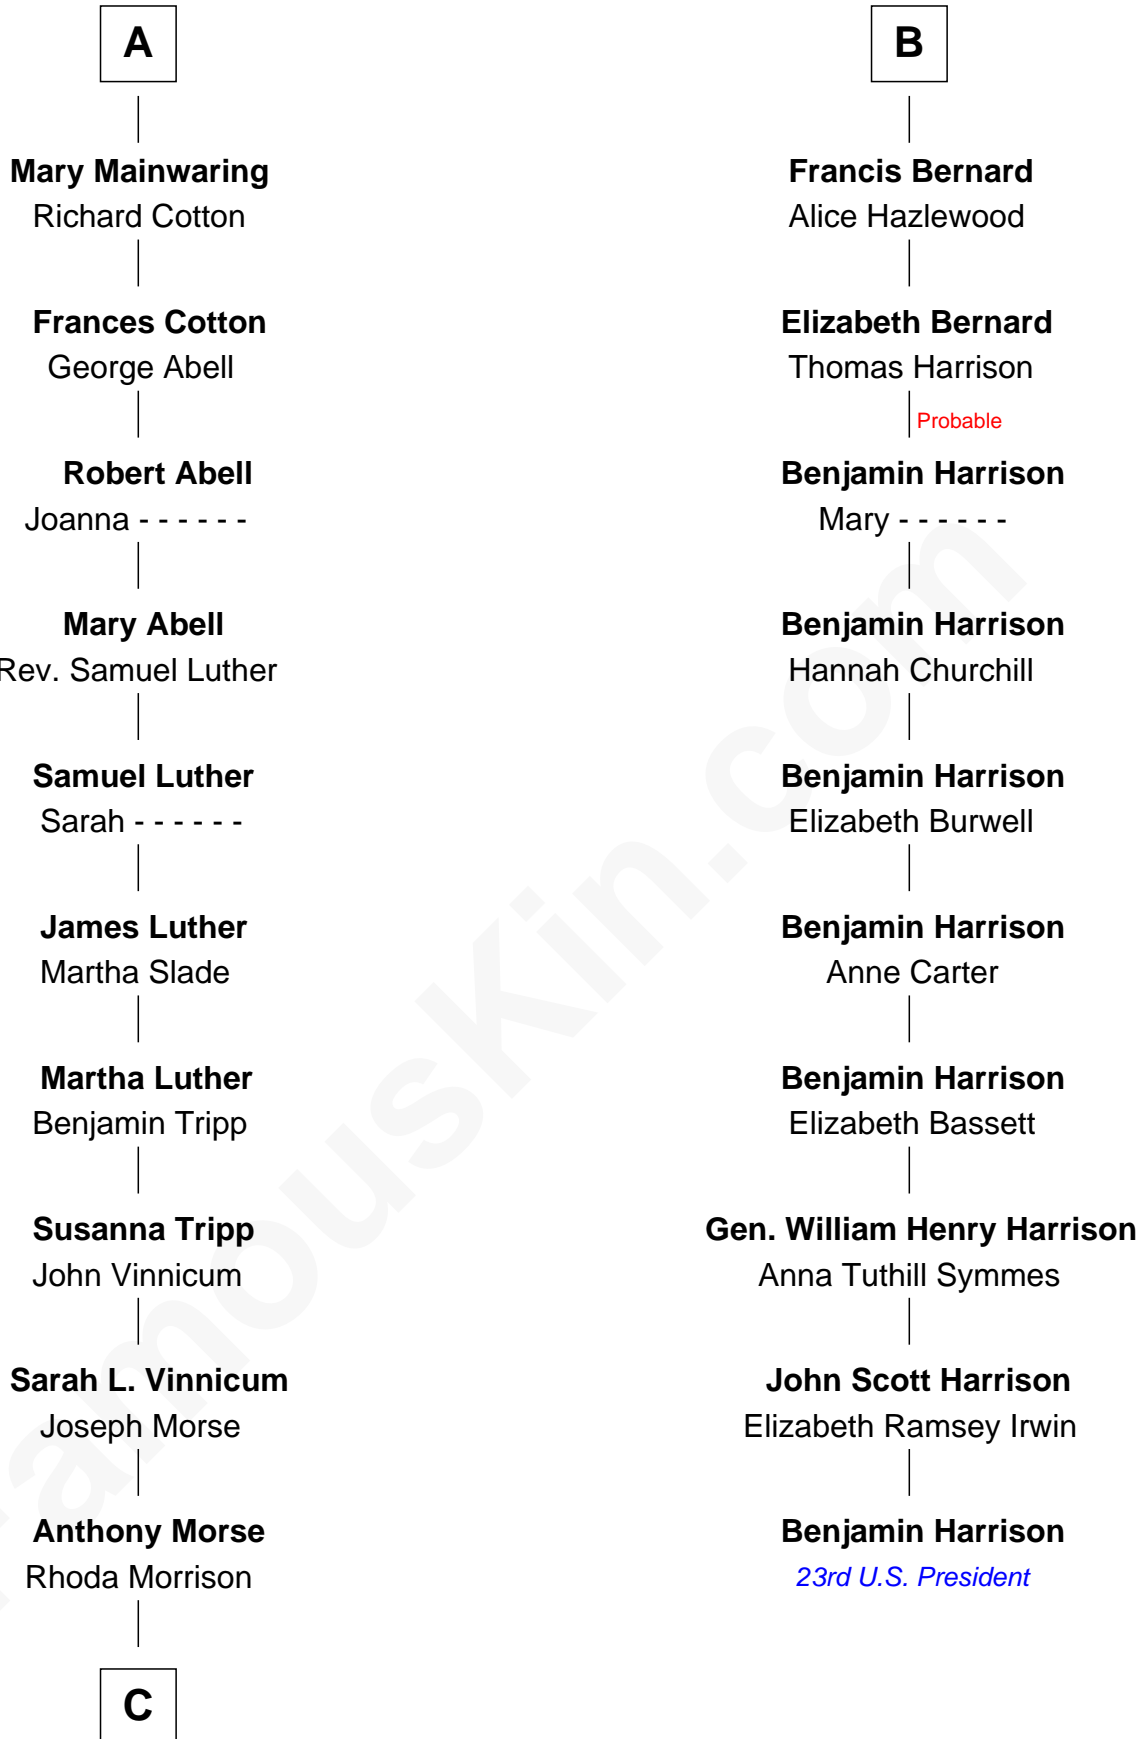 A
Mary Mainwaring
Richard Cotton
Frances Cotton
George Abell
Robert Abell
Joanna - - - - - -
Mary Abell
Rev. Samuel Luther
Samuel Luther
Sarah - - - - - -
James Luther
Martha Slade
Martha Luther
Benjamin Tripp
Susanna Tripp
John Vinnicum
Sarah L. Vinnicum
Joseph Morse
Anthony Morse
Rhoda Morrison
C
B
Francis Bernard
Alice Hazlewood
Elizabeth Bernard
Thomas Harrison
Probable
Benjamin Harrison
Mary - - - - - -
Benjamin Harrison
Hannah Churchill
Benjamin Harrison
Elizabeth Burwell
Benjamin Harrison
Anne Carter
Benjamin Harrison
Elizabeth Bassett
Gen. William Henry Harrison
Anna Tuthill Symmes
John Scott Harrison
Elizabeth Ramsey Irwin
Benjamin Harrison
23rd U.S. President
FamousKin.com